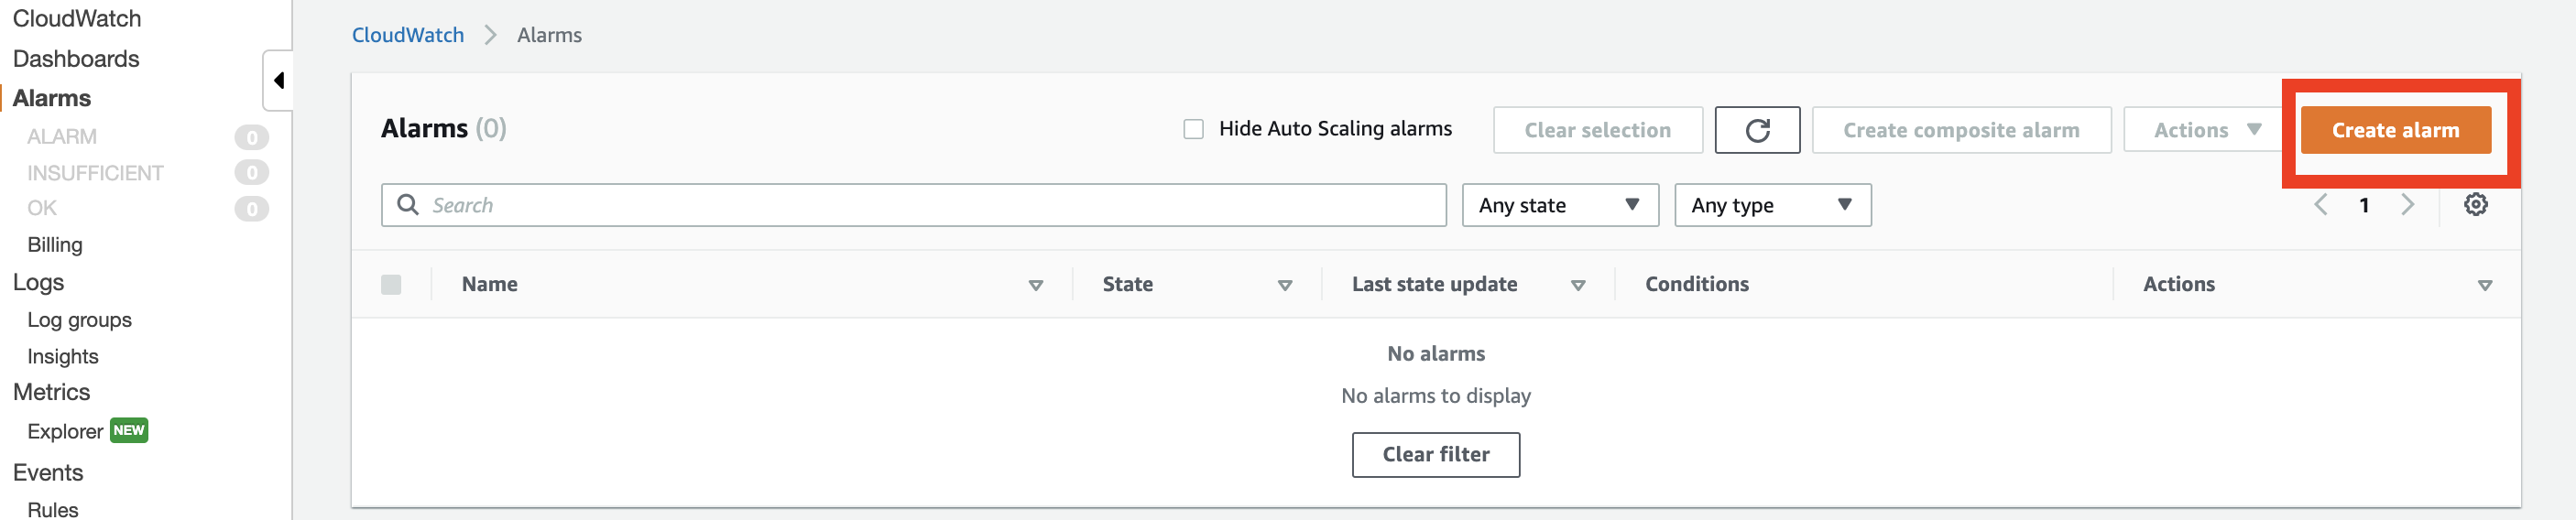 CloudWatch
Dashboards
Alarms
ALARM 0
INSUFFICIENT 0
OK 0
Billing
Logs
Log groups
Insights
Metrics
Explorer NEW
Events
Rules
CloudWatch > Alarms
Alarms (0)
Hide Auto Scaling alarms
Clear selection
Create composite alarm
Actions
Create alarm
Search
Any state
Any type
1
Name State Last state update Conditions Actions
No alarms
No alarms to display
Clear filter